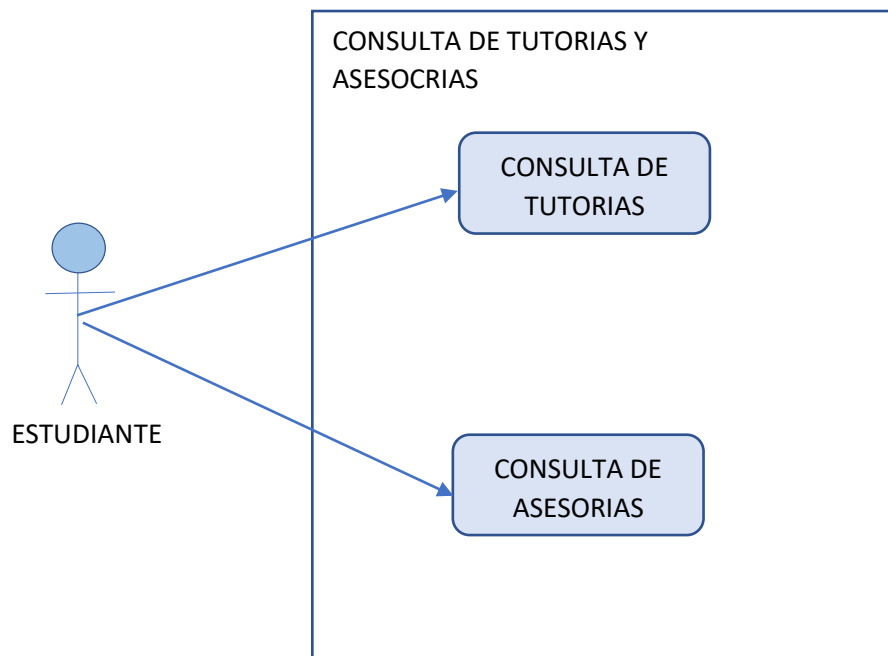 CONSULTA DE TUTORIAS Y
ASESOCRIAS
CONSULTA DE
TUTORIAS
ESTUDIANTE
CONSULTA DE
ASESORIAS